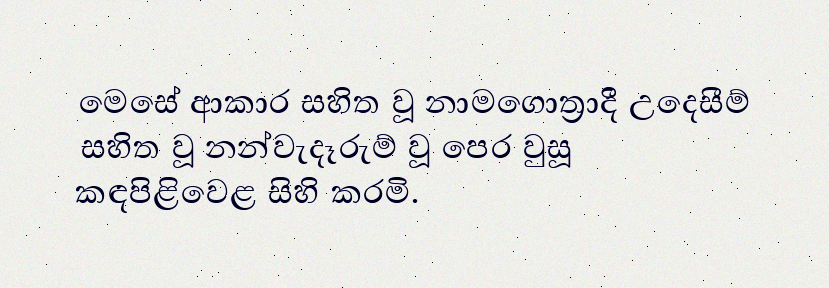 මෙසේ ආකාර සහිත වූ නාමගොත්‍රාදී උදෙසීම්
සහිත වූ නන්වැදෑරුම් වූ පෙර වුසූ
කඳපිළිවෙළ සිහි කරමි.